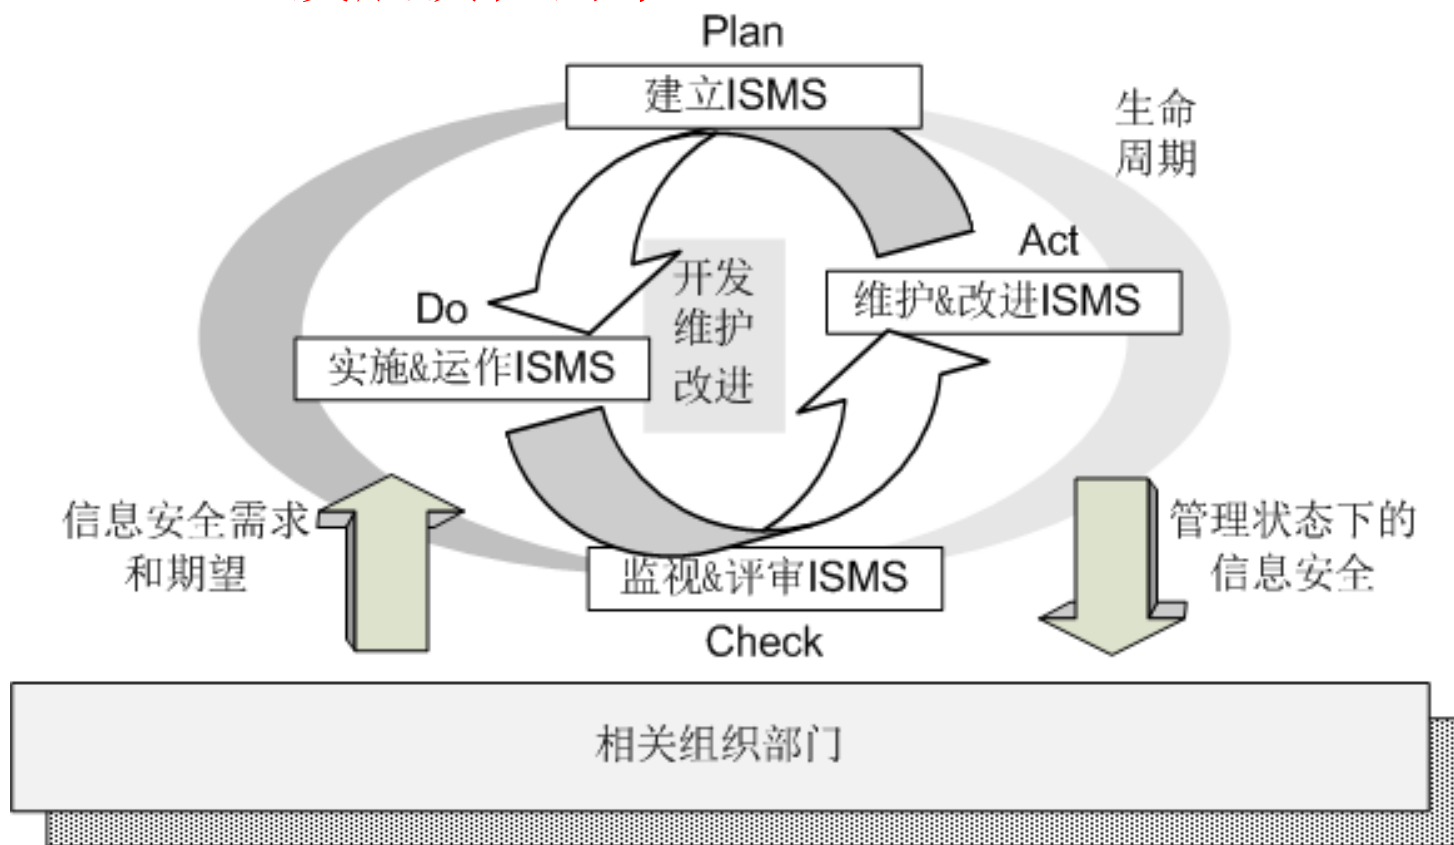 Plan
建立ISMS
生命
周期
Act
维护&改进ISMS
开发
维护
改进
Do
实施&运作ISMS
信息安全需求
和期望
管理状态下的
信息安全
监视&评审ISMS
Check
相关组织部门